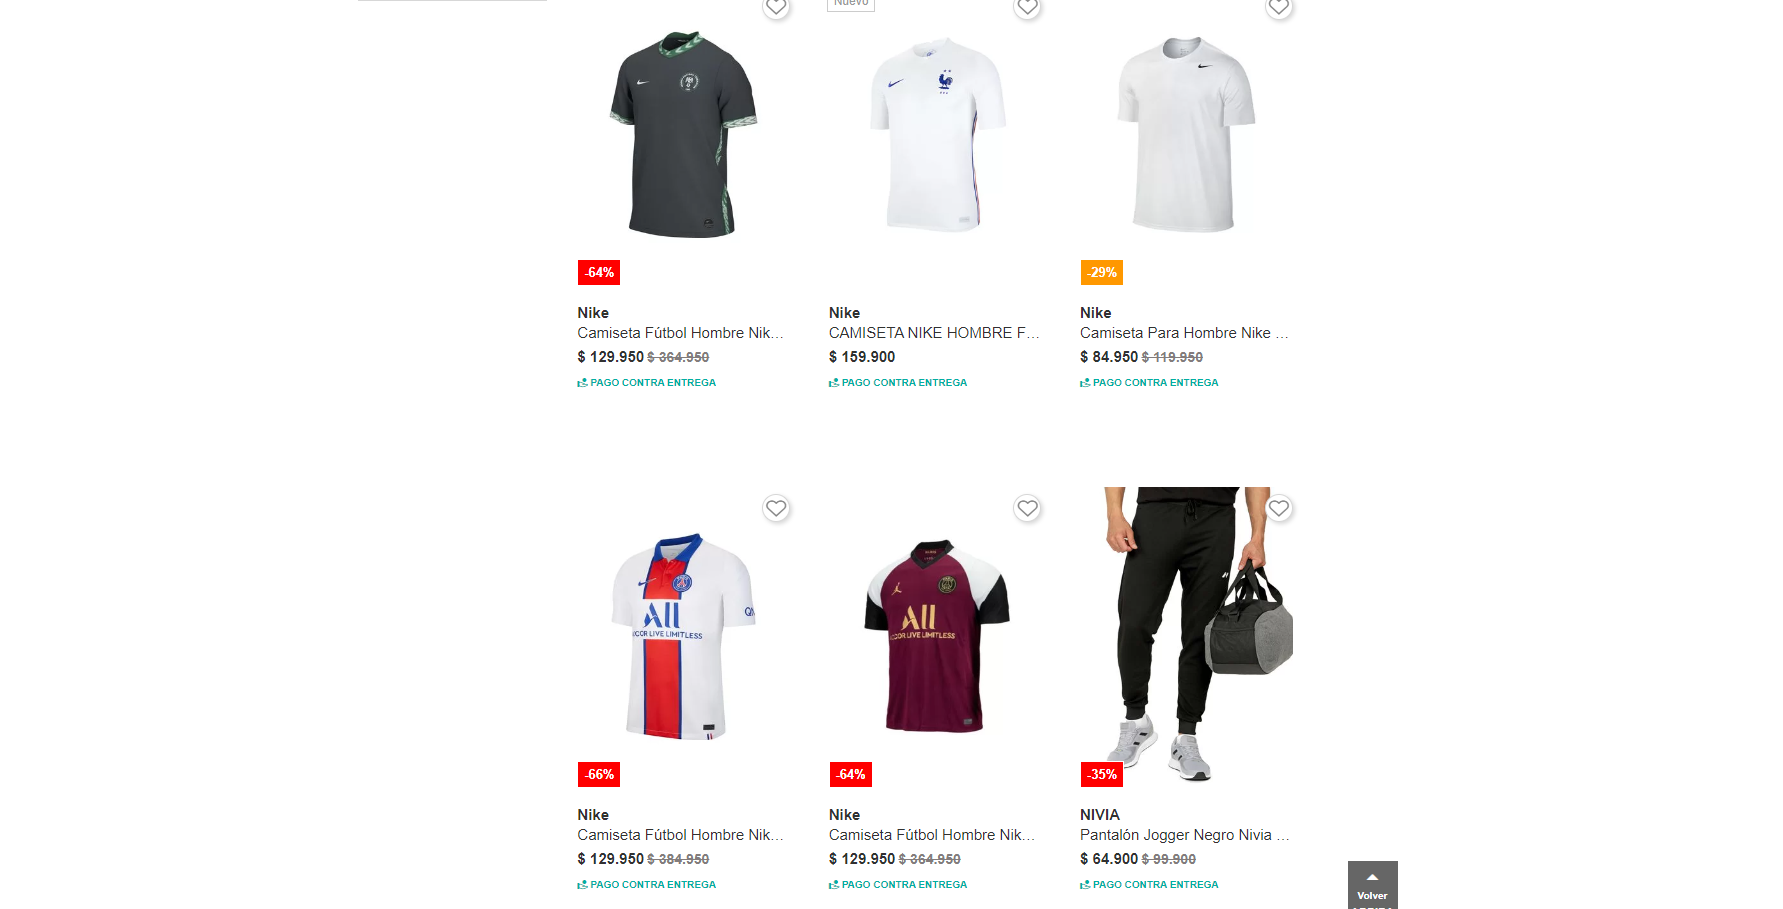 Nuevo
-64%
-29%
Nike
Nike
Nike
Camiseta Fútbol Hombre Nik...
CAMISETA NIKE HOMBRE F...
Camiseta Para Hombre Nike ...
$ 129.950 $ 364.950
$ 159.900
$ 84.950 $ 119.950
PAGO CONTRA ENTREGA
PAGO CONTRA ENTREGA
PAGO CONTRA ENTREGA
All
CCOR LIVE LIMITLESS
All
CCOR LIVE LIMITLESS
-66%
-64%
-35%
Nike
Nike
NIVIA
Camiseta Fútbol Hombre Nik...
Camiseta Fútbol Hombre Nik...
Pantalón Jogger Negro Nivia ...
$ 129.950 $ 384.950
$ 129.950 $ 364.950
$ 64.900 $ 99.900
PAGO CONTRA ENTREGA
PAGO CONTRA ENTREGA
PAGO CONTRA ENTREGA
Volver